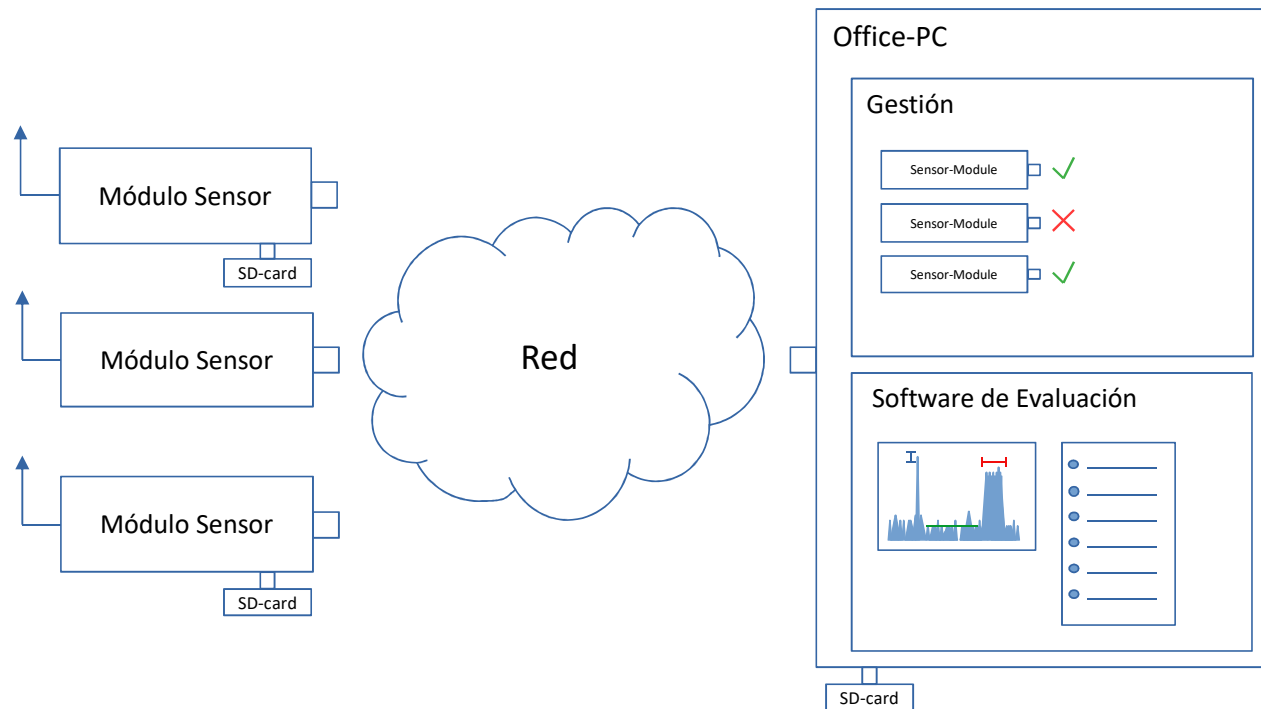 Módulo Sensor
SD-card
Módulo Sensor
Módulo Sensor
SD-card
Red
Office-PC
Gestión
Sensor-Module
Sensor-Module
Sensor-Module
Software de Evaluación
SD-card